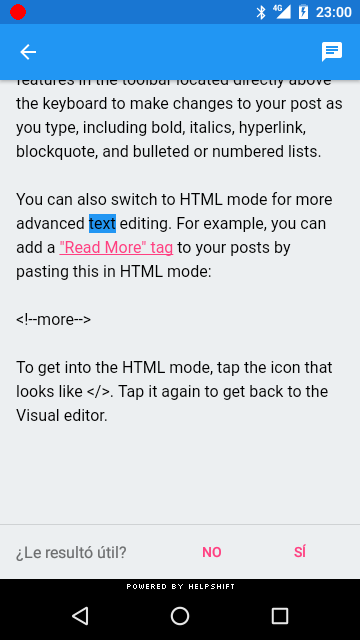 4G 23:00
features in the toolbar located directly above
the keyboard to make changes to your post as
you type, including bold, italics, hyperlink,
blockquote, and bulleted or numbered lists.
You can also switch to HTML mode for more
advanced text editing. For example, you can
add a "Read More" tag to your posts by
pasting this in HTML mode:
<!--more-->
To get into the HTML mode, tap the icon that
looks like </>. Tap it again to get back to the
Visual editor.
¿Le resultó útil? NO SÍ
POWERED BY HELPSHIFT